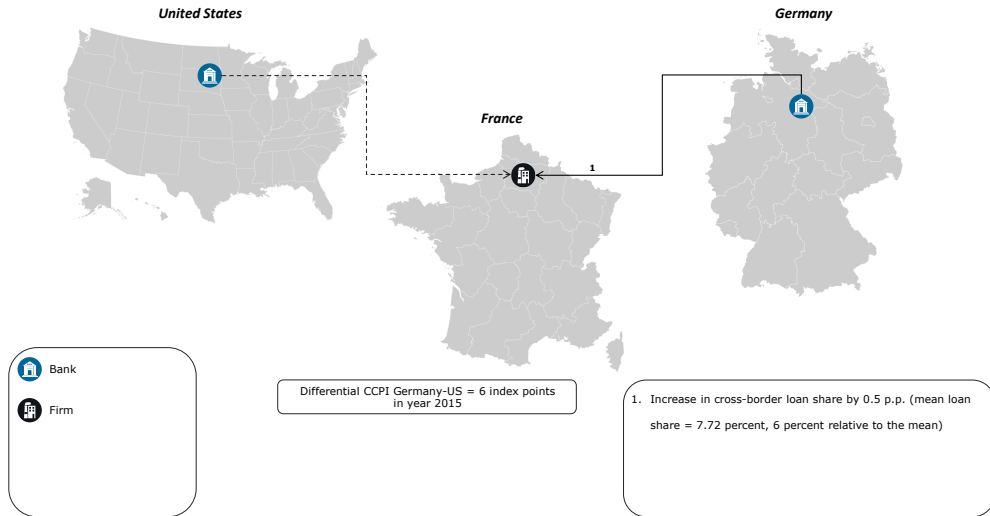 United States
Germany
France
1
Bank
Firm
Differential CCPI Germany-US = 6 index points
in year 2015
1. Increase in cross-border loan share by 0.5 p.p. (mean loan
share = 7.72 percent, 6 percent relative to the mean)